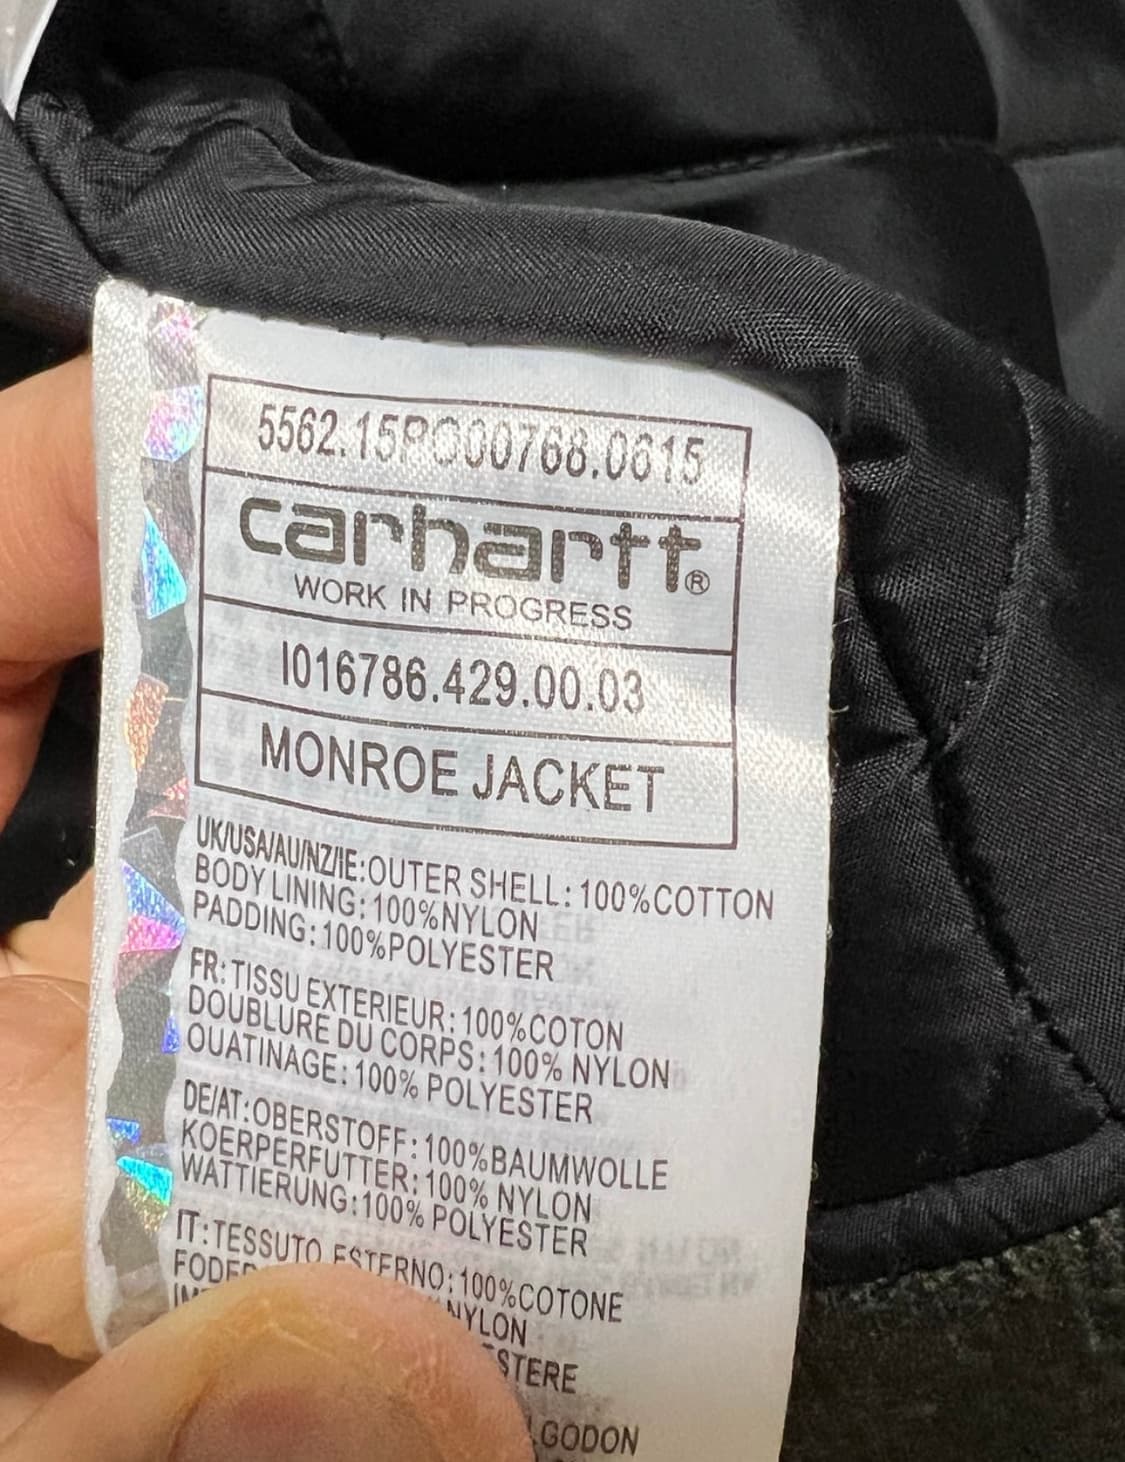 5562.15PO00768.0615
carhartt®
WORK IN PROGRESS
I016786.429.00.03
MONROE JACKET
UK/USA/AU/NZ/IE:OUTER SHELL: 100%COTTON
BODY LINING: 100%NYLON
PADDING: 100%POLYESTER
FR: TISSU EXTERIEUR: 100%COTON
DOUBLURE DU CORPS: 100% NYLON
OUATINAGE: 100% POLYESTER
DE/AT:OBERSTOFF: 100%BAUMWOLLE
KOERPERFUTTER: 100% NYLON
WATTIERUNG:100% POLYESTER
IT:TESSUTO ESTERNO: 100%COTONE
NYLON